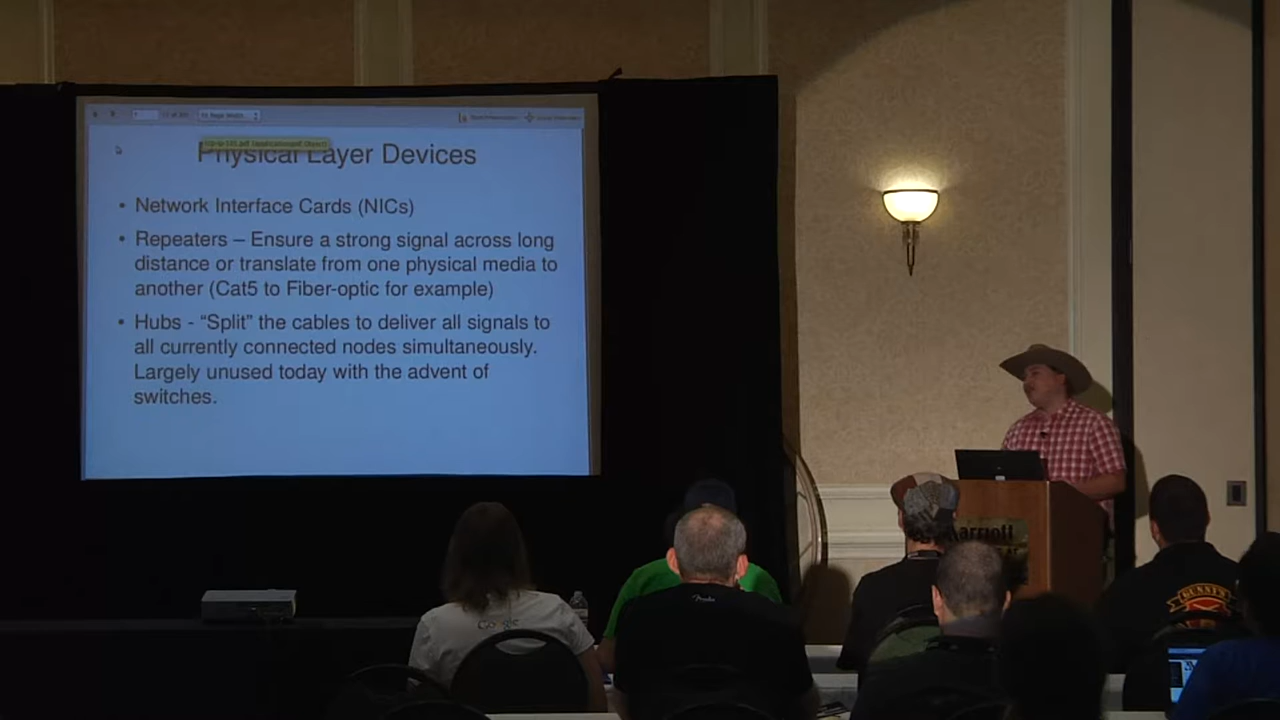 Physical Layer Devices
• Network Interface Cards (NICs)
• Repeaters – Ensure a strong signal across long
distance or translate from one physical media to
another (Cat5 to Fiber-optic for example)
• Hubs - “Split” the cables to deliver all signals to
all currently connected nodes simultaneously.
Largely unused today with the advent of
switches.
arriott
Fender
Google